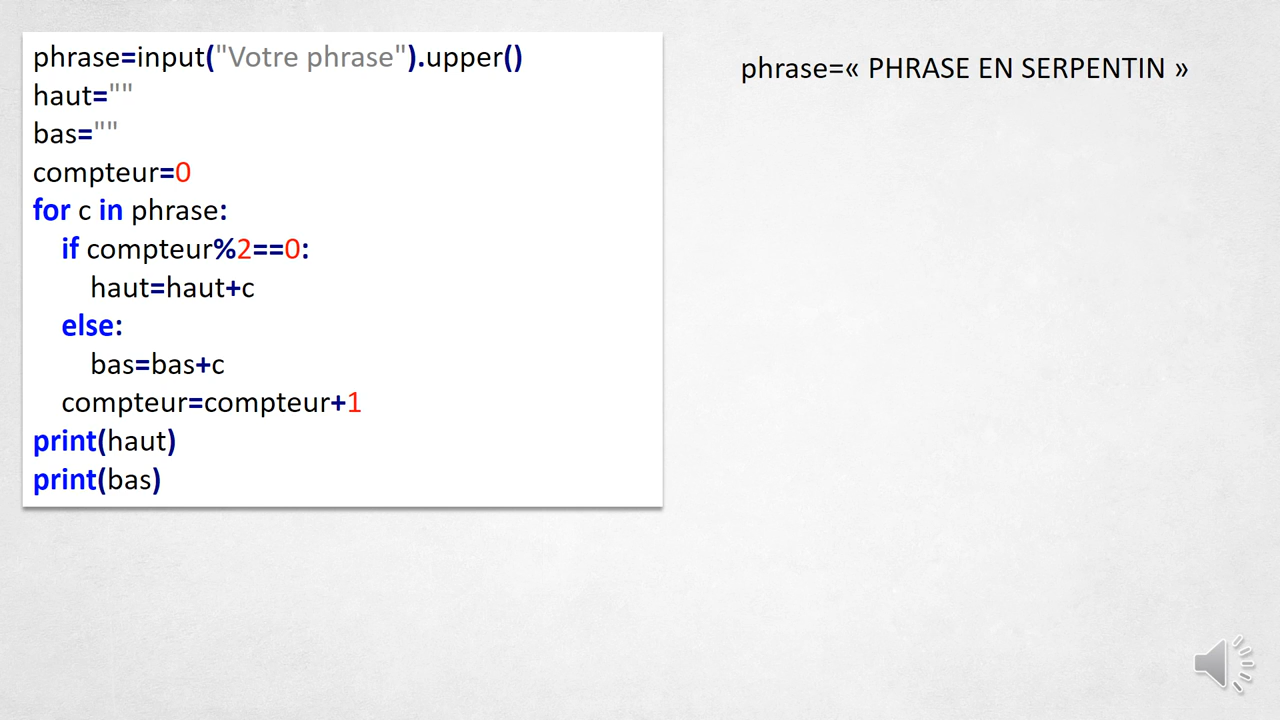 phrase=input("Votre phrase").upper()
haut=""
bas=""
compteur=0
for c in phrase:
    if compteur%2==0:
        haut=haut+c
    else:
        bas=bas+c
    compteur=compteur+1
print(haut)
print(bas)
phrase=« PHRASE EN SERPENTIN »